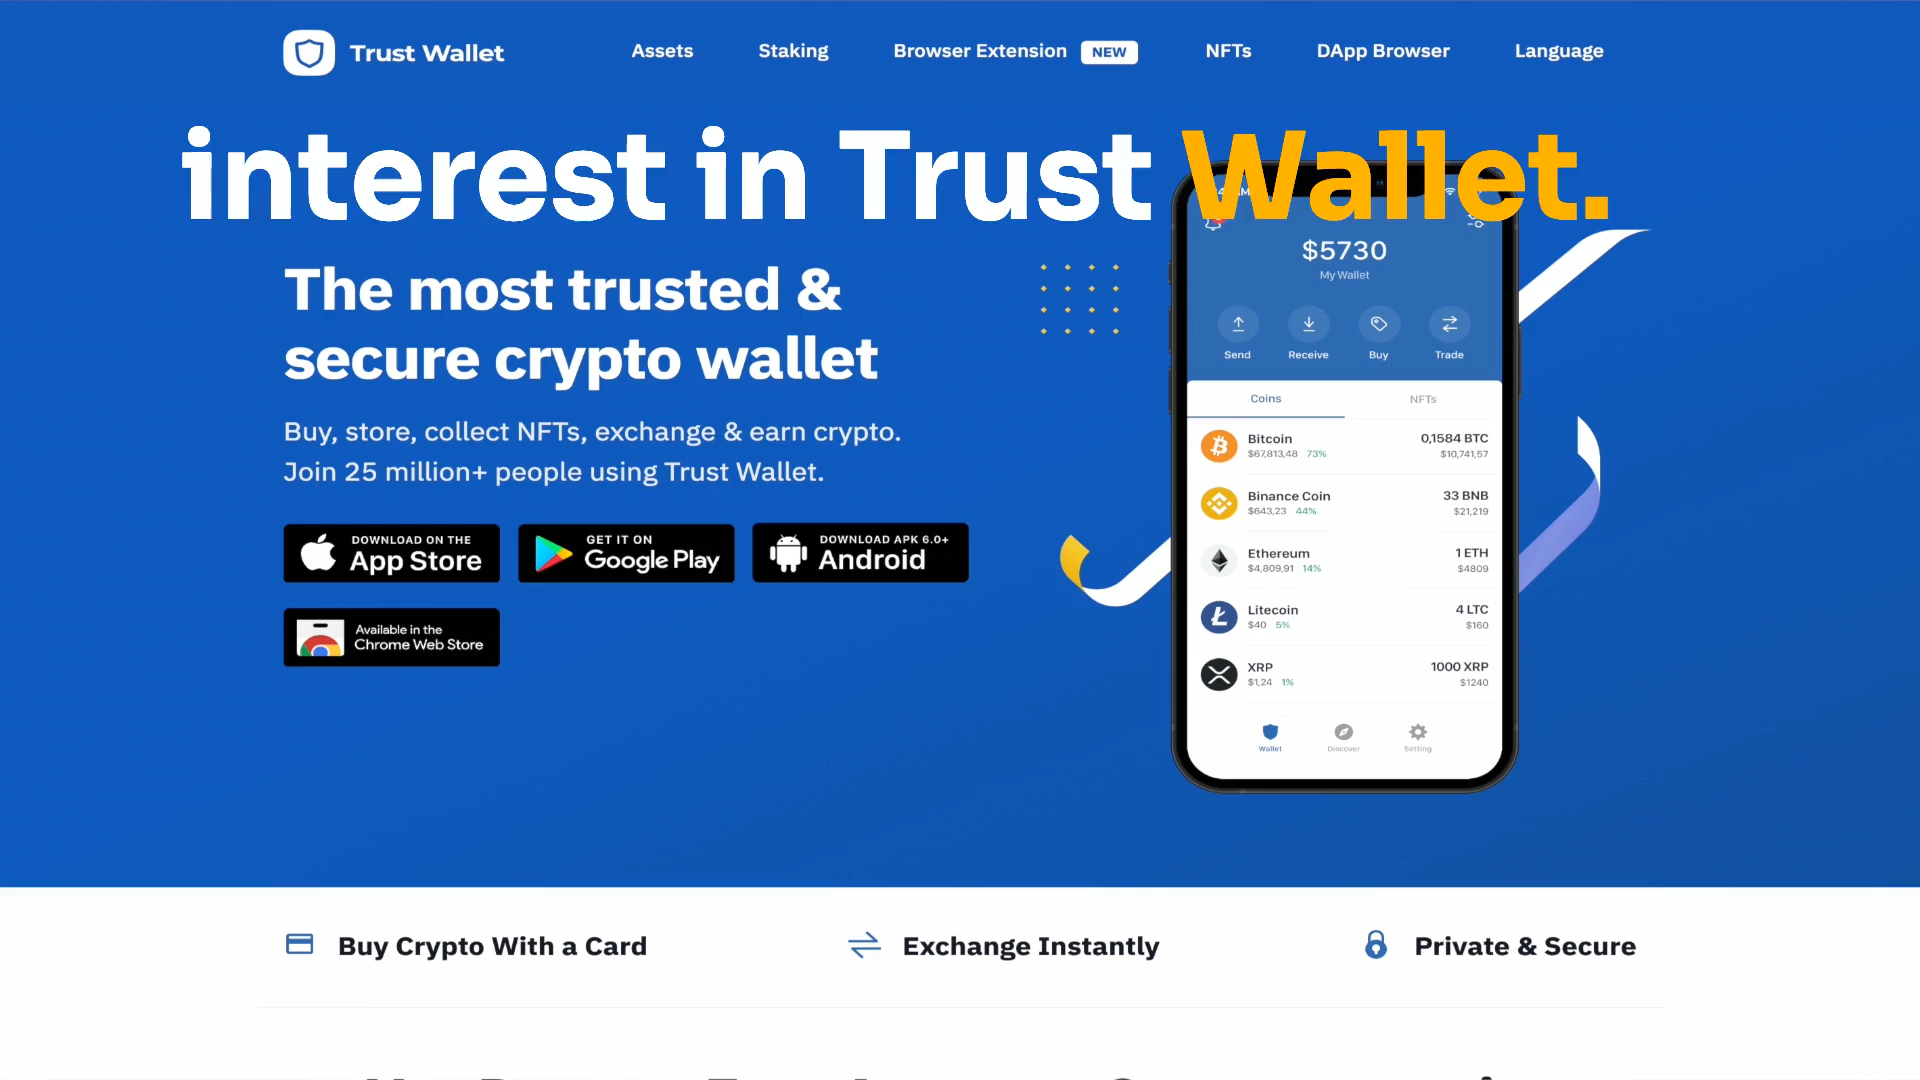 Trust Wallet
Assets
Staking
Browser Extension NEW
NFTs
DApp Browser
Language
interest in Trust Wallet.
The most trusted &
secure crypto wallet
Buy, store, collect NFTs, exchange & earn crypto.
Join 25 million+ people using Trust Wallet.
DOWNLOAD ON THE
App Store
GET IT ON
Google Play
DOWNLOAD APK 6.0+
Android
Available in the
Chrome Web Store
$5730
My Wallet
Send
Receive
Buy
Trade
Coins
NFTs
Bitcoin
0,1584 BTC
$67,813,48 73%
$10,741,57
Binance Coin
33 BNB
$643,23 44%
$21,219
Ethereum
1 ETH
$4,809,91 14%
$4809
Litecoin
4 LTC
$40 5%
$160
XRP
1000 XRP
$1,24 1%
$1240
Wallet
Discover
Setting
Buy Crypto With a Card
Exchange Instantly
Private & Secure